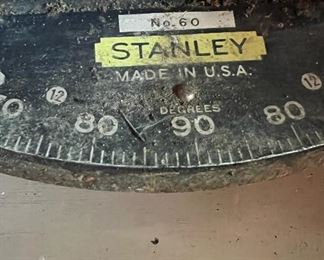 No. 60
STANLEY
MADE IN U.S.A.
DEGREES
12 80 90 80 12